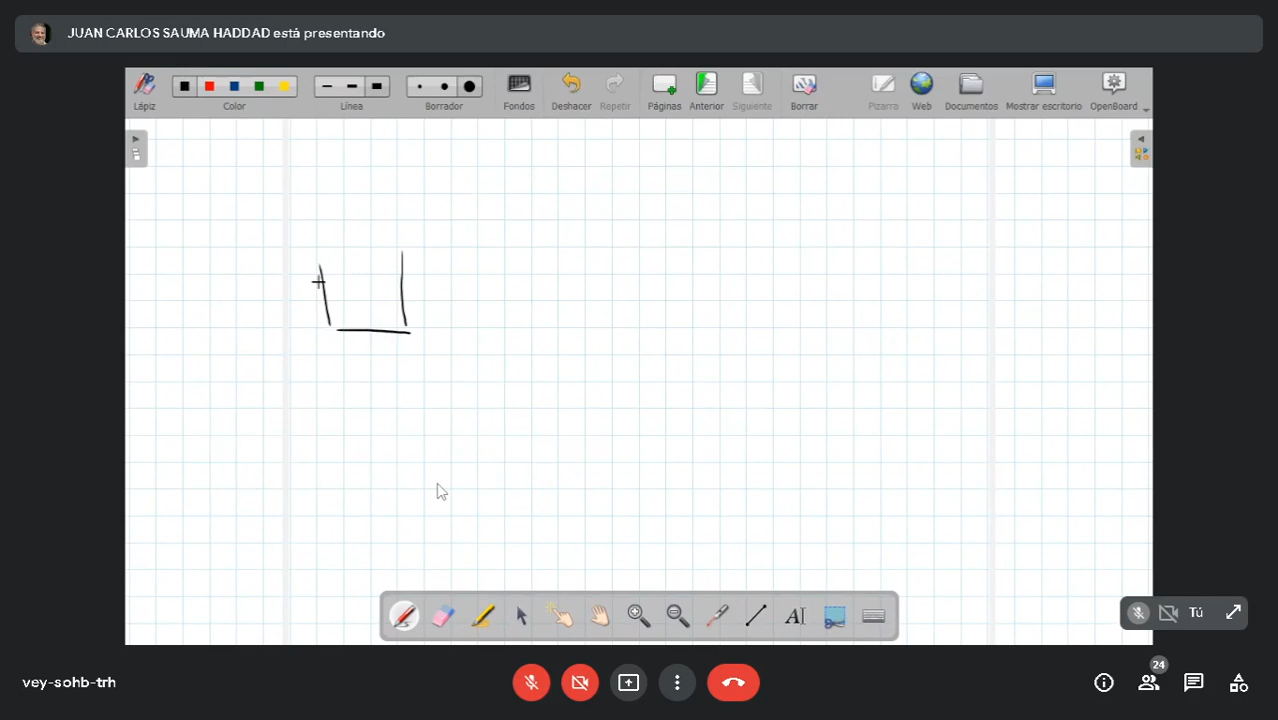 JUAN CARLOS SAUMA HADDAD está presentando
Lápiz
Color
Línea
Borrador
Fondos
Deshacer
Repetir
Páginas
Anterior
Siguiente
Borrar
Pizarra
Web
Documentos
Mostrar escritorio
OpenBoard
Tú
vey-sohb-trh
24